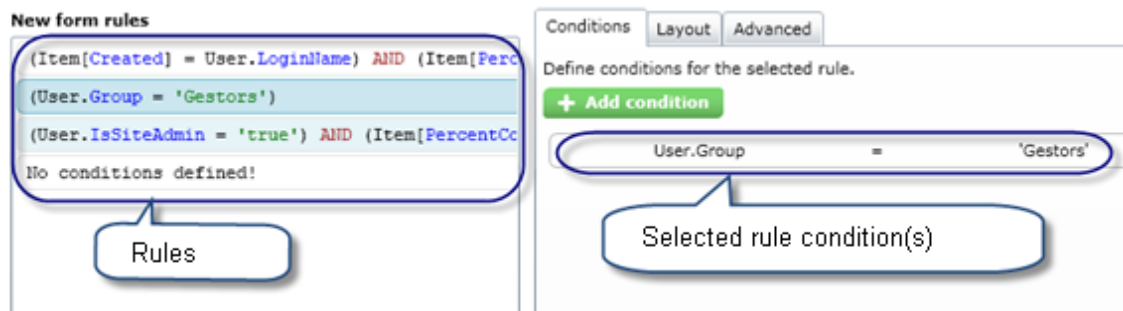 New form rules
(Item[Created] = User.LoginName) AND (Item[Perc
(User.Group = 'Gestors')
(User.IsSiteAdmin = 'true') AND (Item[PercentCo
No conditions defined!
Rules
Conditions Layout Advanced
Define conditions for the selected rule.
+ Add condition
User.Group = 'Gestors'
Selected rule condition(s)